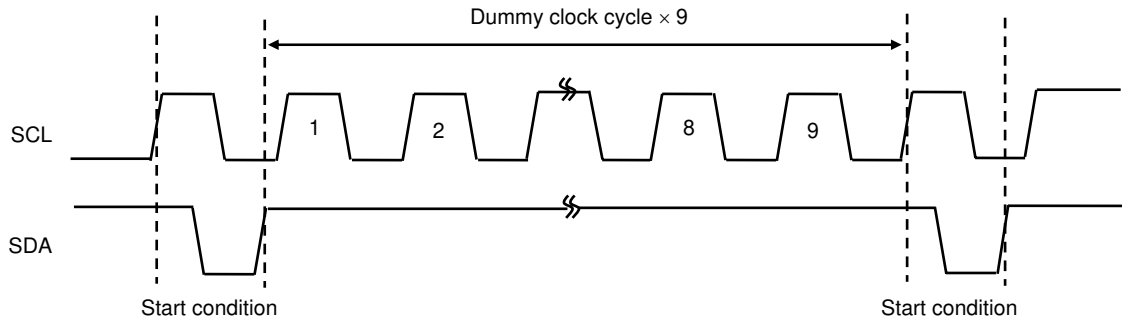 Dummy clock cycle × 9
SCL
1
2
8
9
SDA
Start condition
Start condition